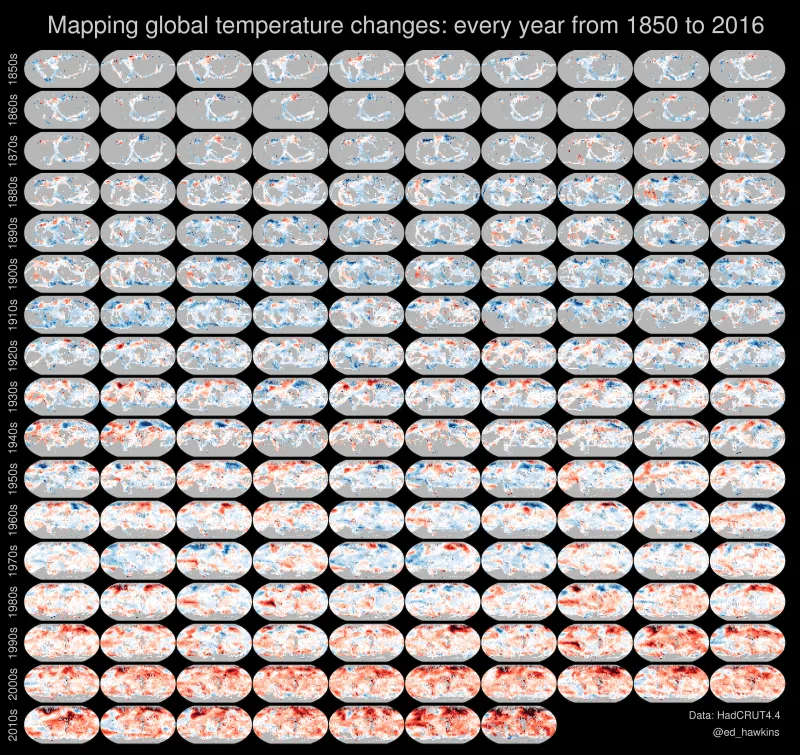 Mapping global temperature changes: every year from 1850 to 2016
1850s
1860s
1870s
1880s
1890s
1900s
1910s
1920s
1930s
1940s
1950s
1960s
1970s
1980s
1990s
2000s
2010s
Data: HadCRUT4.4
@ed_hawkins